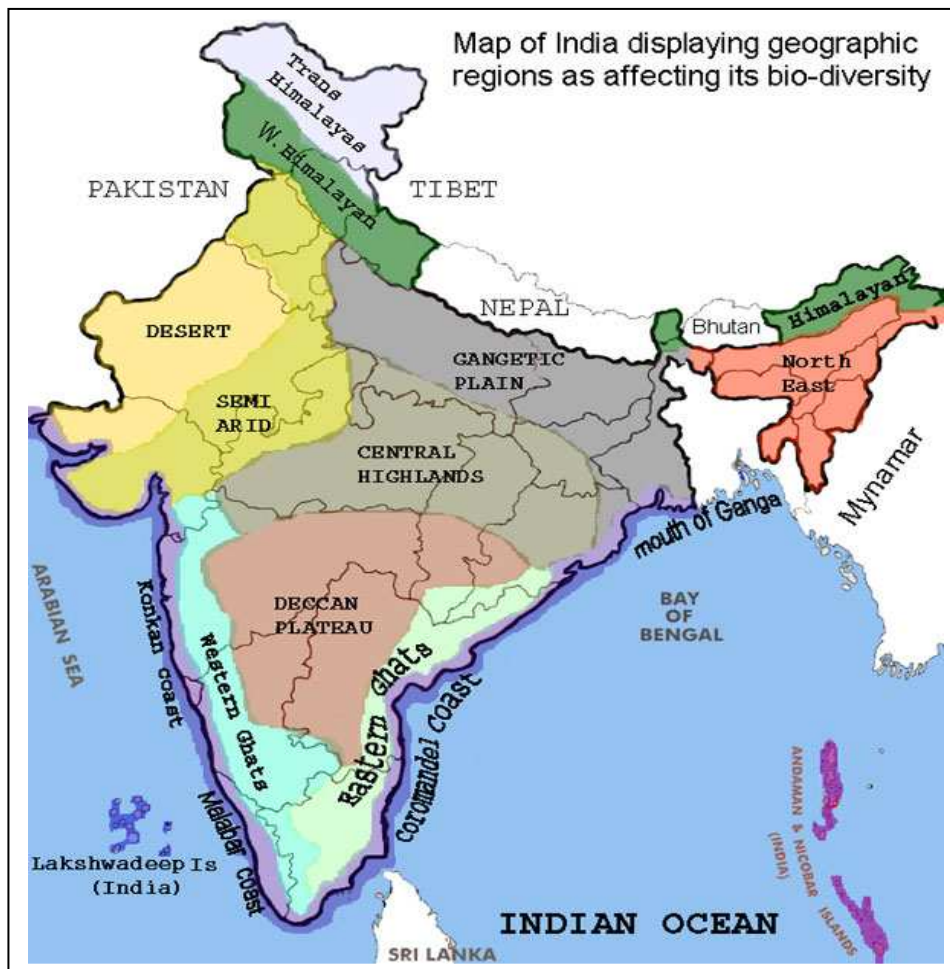 Map of India displaying geographic
regions as affecting its bio-diversity
Trans
Himalayas
W. Himalayan
PAKISTAN
TIBET
NEPAL
Bhutan
Himalayan
DESERT
GANGETIC
PLAIN
North
East
SEMI
ARID
CENTRAL
HIGHLANDS
Mynamar
mouth of Ganga
ARABIAN SEA
Konkan coast
DECCAN
PLATEAU
BAY
OF
BENGAL
Western Ghats
Eastern Ghats
Coromandel Coast
Malabar coast
Lakshwadeep Is
(India)
ANDAMAN & NICOBAR ISLANDS
(INDIA)
INDIAN OCEAN
SRI LANKA